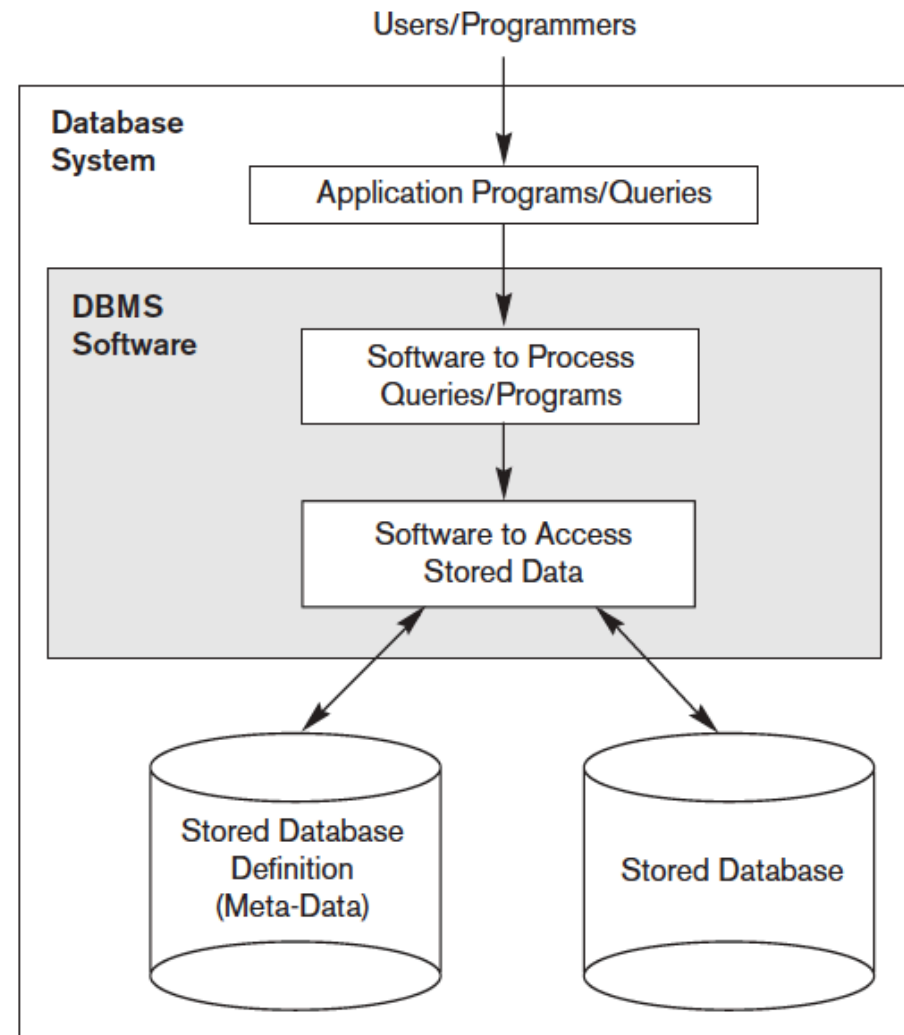 Users/Programmers
Database
System
Application Programs/Queries
DBMS
Software
Software to Process
Queries/Programs
Software to Access
Stored Data
Stored Database
Definition
(Meta-Data)
Stored Database